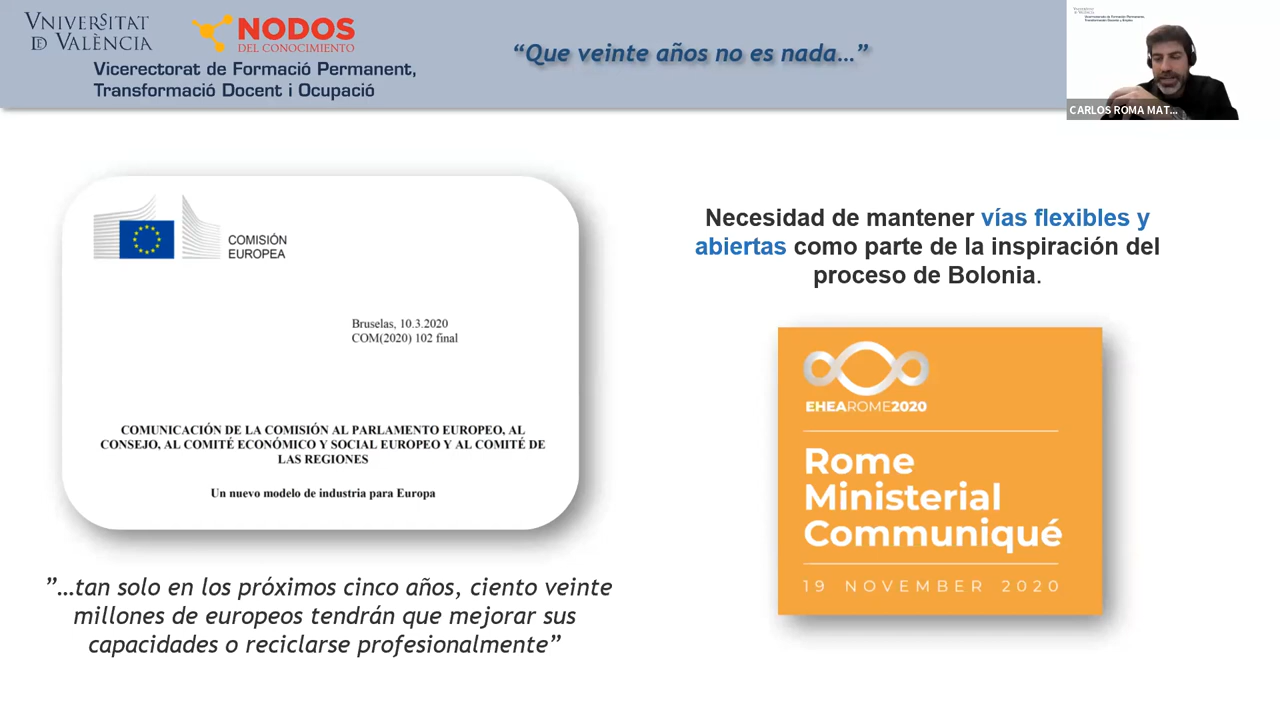 VNIVERSITAT
DE VALÈNCIA
NODOS
DEL CONOCIMIENTO
Vicerectorat de Formació Permanent,
Transformació Docent i Ocupació
“Que veinte años no es nada…”
CARLOS ROMA MAT...
COMISIÓN
EUROPEA
Bruselas, 10.3.2020
COM(2020) 102 final
COMUNICACIÓN DE LA COMISIÓN AL PARLAMENTO EUROPEO, AL
CONSEJO, AL COMITÉ ECONÓMICO Y SOCIAL EUROPEO Y AL COMITÉ DE
LAS REGIONES
Un nuevo modelo de industria para Europa
”…tan solo en los próximos cinco años, ciento veinte
millones de europeos tendrán que mejorar sus
capacidades o reciclarse profesionalmente”
Necesidad de mantener vías flexibles y
abiertas como parte de la inspiración del
proceso de Bolonia.
EHEAROME2020
Rome
Ministerial
Communiqué
19 NOVEMBER 2020